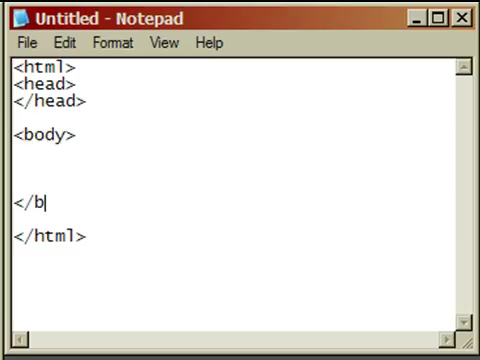 Untitled - Notepad
File Edit Format View Help
<html>
<head>
</head>
<body>
</b
</html>